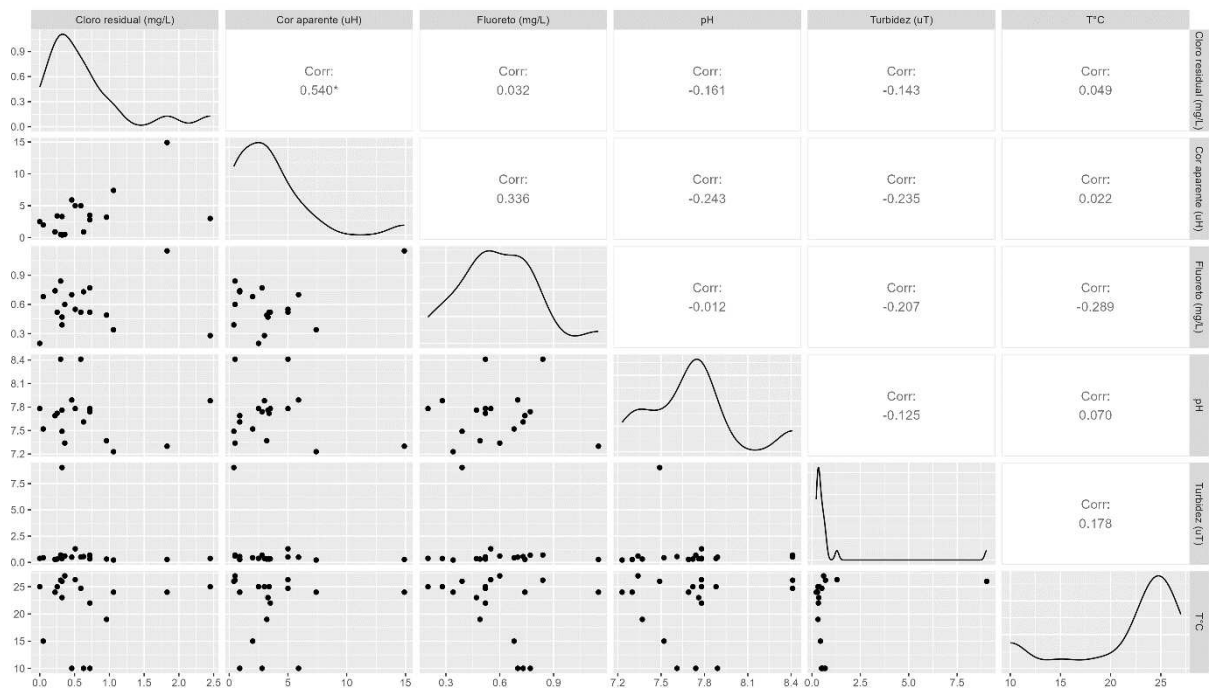 Cloro residual (mg/L)
Cor aparente (uH)
Fluoreto (mg/L)
pH
Turbidez (uT)
T°C
0.9
0.6
0.3
0.0
Corr:
0.540*
Corr:
0.032
Corr:
-0.161
Corr:
-0.143
Corr:
0.049
Cloro residual (mg/L)
15
10
5
0
Corr:
0.336
Corr:
-0.243
Corr:
-0.235
Corr:
0.022
Cor aparente (uH)
0.9
0.6
0.3
Corr:
-0.012
Corr:
-0.207
Corr:
-0.289
Fluoreto (mg/L)
8.4
8.1
7.8
7.5
7.2
Corr:
-0.125
Corr:
0.070
pH
7.5
5.0
2.5
0.0
Corr:
0.178
Turbidez (uT)
25
20
15
10
T°C
0.0 0.5 1.0 1.5 2.0 2.5
0 5 10 15
0.3 0.6 0.9
7.2 7.5 7.8 8.1 8.4
0.0 2.5 5.0 7.5
10 15 20 25